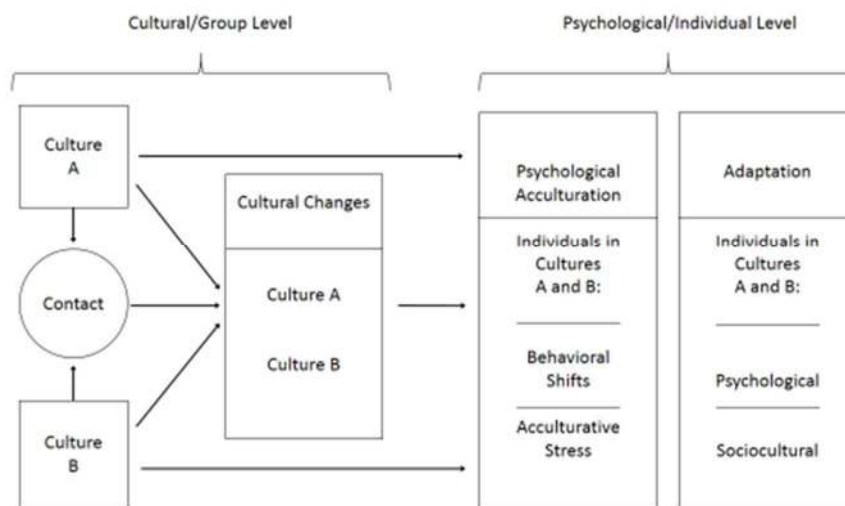 Cultural/Group Level
Psychological/Individual Level
Culture
A
Contact
Culture
B
Cultural Changes
Culture A
Culture B
Psychological
Acculturation
Individuals in
Cultures
A and B:
Behavioral
Shifts
Acculturative
Stress
Adaptation
Individuals in
Cultures
A and B:
Psychological
Sociocultural